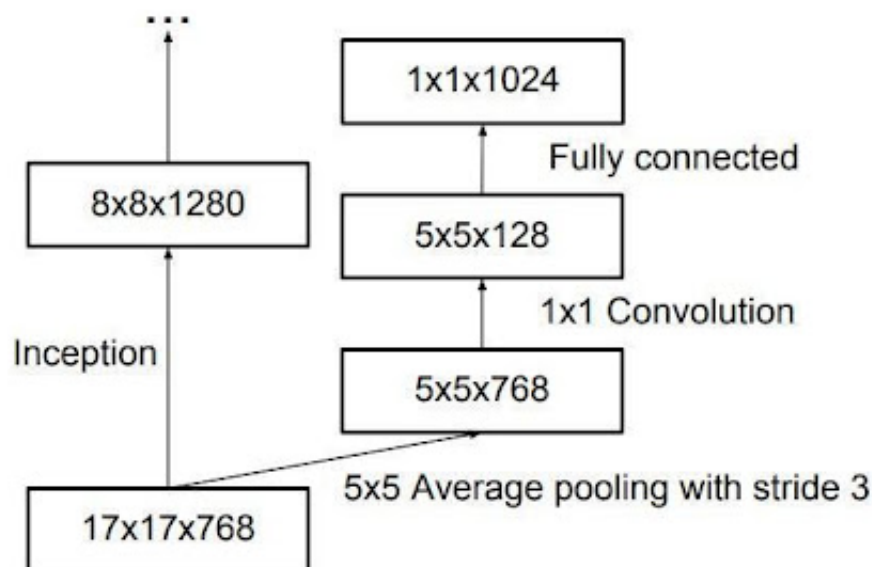 ...
1x1x1024
Fully connected
8x8x1280
5x5x128
1x1 Convolution
Inception
5x5x768
5x5 Average pooling with stride 3
17x17x768